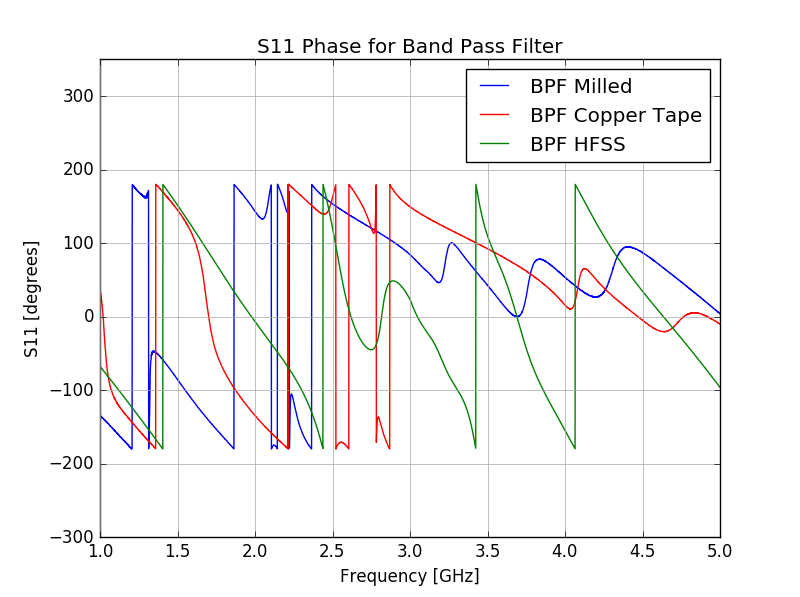 S11 Phase for Band Pass Filter
BPF Milled
BPF Copper Tape
BPF HFSS
S11 [degrees]
300
200
100
0
−100
−200
−300
1.0 1.5 2.0 2.5 3.0 3.5 4.0 4.5 5.0
Frequency [GHz]